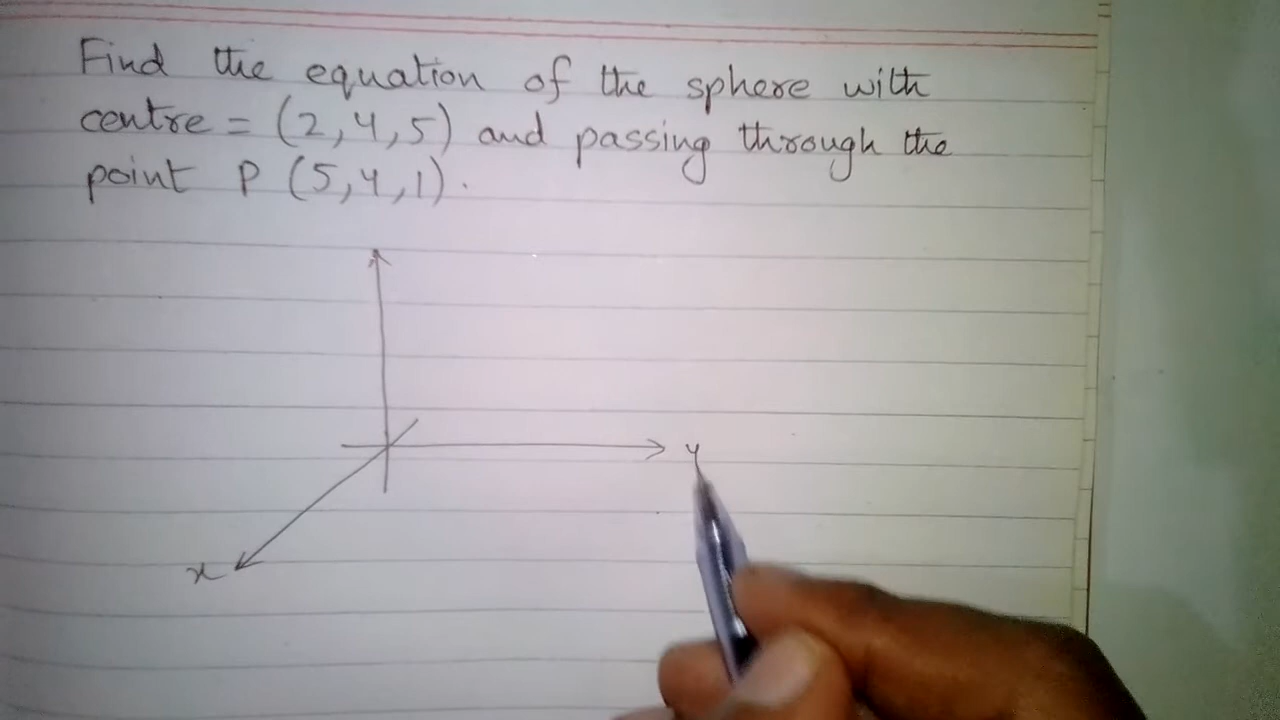 Find the equation of the sphere with
centre = (2,4,5) and passing through the
point P (5,4,1).
y
x